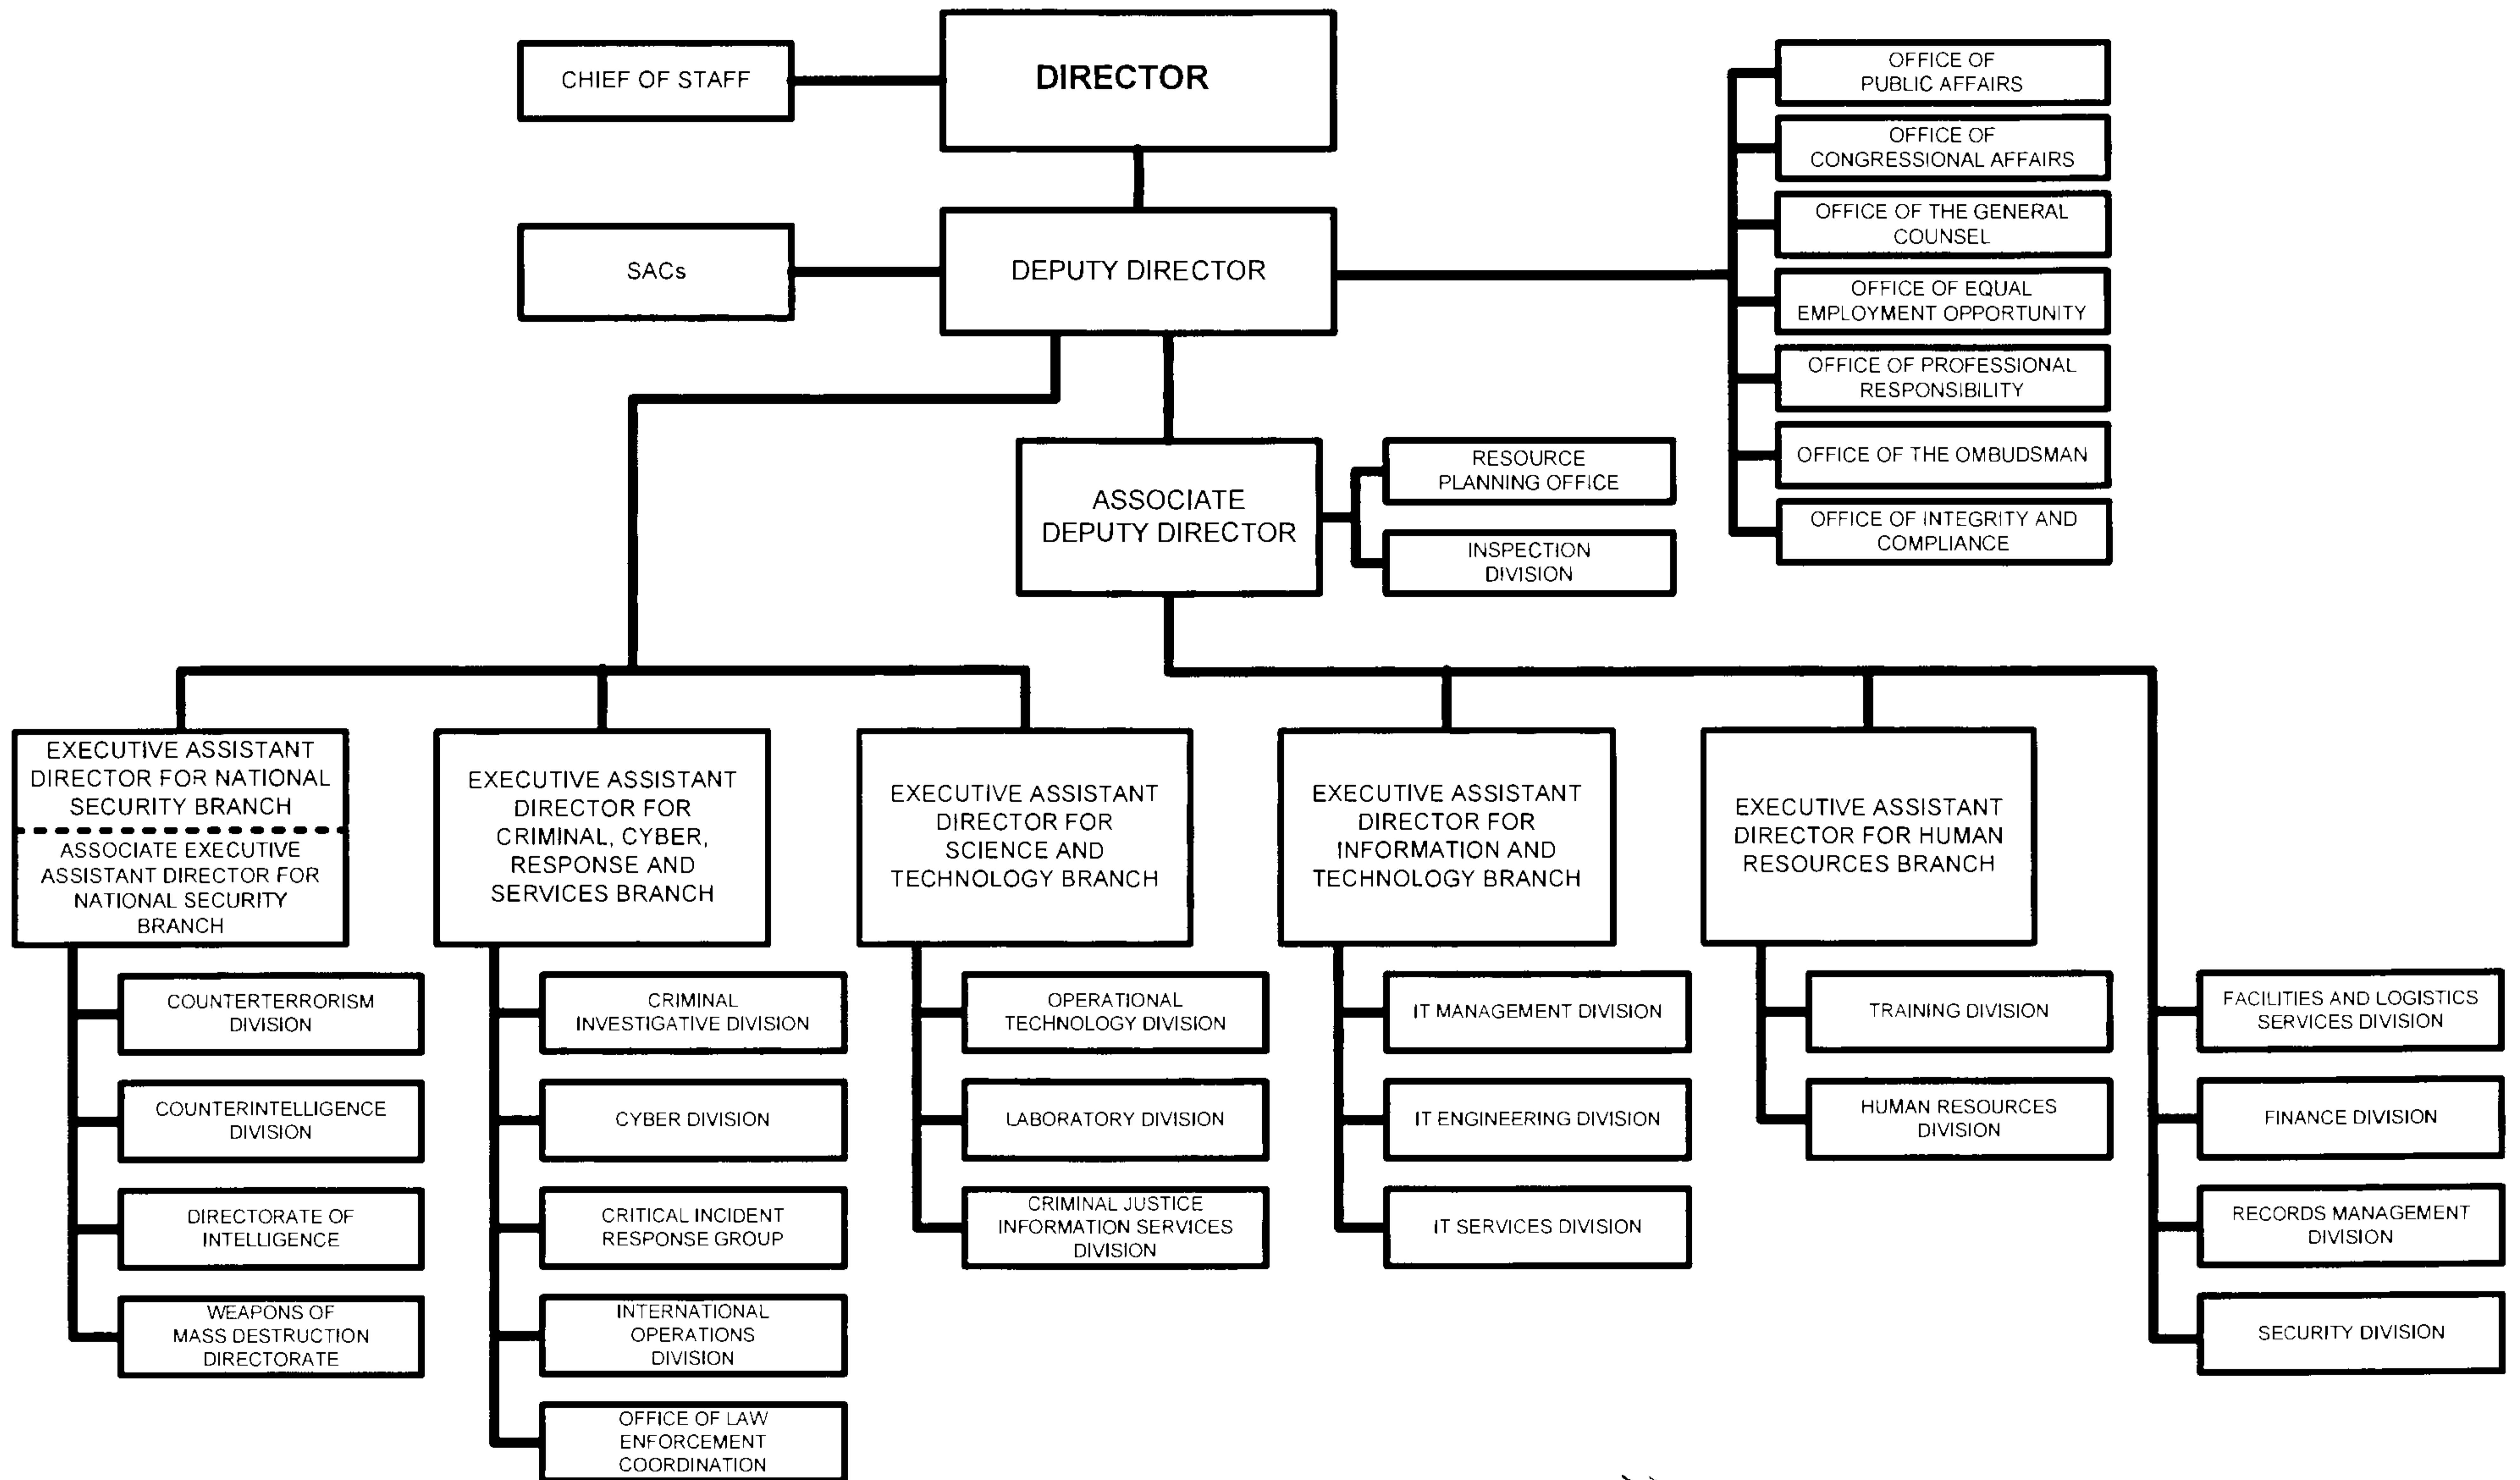 CHIEF OF STAFF
DIRECTOR
SACs
DEPUTY DIRECTOR
OFFICE OF
PUBLIC AFFAIRS
OFFICE OF
CONGRESSIONAL AFFAIRS
OFFICE OF THE GENERAL
COUNSEL
OFFICE OF EQUAL
EMPLOYMENT OPPORTUNITY
OFFICE OF PROFESSIONAL
RESPONSIBILITY
OFFICE OF THE OMBUDSMAN
OFFICE OF INTEGRITY AND
COMPLIANCE
ASSOCIATE
DEPUTY DIRECTOR
RESOURCE
PLANNING OFFICE
INSPECTION
DIVISION
EXECUTIVE ASSISTANT
DIRECTOR FOR NATIONAL
SECURITY BRANCH
ASSOCIATE EXECUTIVE
ASSISTANT DIRECTOR FOR
NATIONAL SECURITY
BRANCH
COUNTERTERRORISM
DIVISION
COUNTERINTELLIGENCE
DIVISION
DIRECTORATE OF
INTELLIGENCE
WEAPONS OF
MASS DESTRUCTION
DIRECTORATE
EXECUTIVE ASSISTANT
DIRECTOR FOR
CRIMINAL, CYBER,
RESPONSE AND
SERVICES BRANCH
CRIMINAL
INVESTIGATIVE DIVISION
CYBER DIVISION
CRITICAL INCIDENT
RESPONSE GROUP
INTERNATIONAL
OPERATIONS
DIVISION
OFFICE OF LAW
ENFORCEMENT
COORDINATION
EXECUTIVE ASSISTANT
DIRECTOR FOR
SCIENCE AND
TECHNOLOGY BRANCH
OPERATIONAL
TECHNOLOGY DIVISION
LABORATORY DIVISION
CRIMINAL JUSTICE
INFORMATION SERVICES
DIVISION
EXECUTIVE ASSISTANT
DIRECTOR FOR
INFORMATION AND
TECHNOLOGY BRANCH
IT MANAGEMENT DIVISION
IT ENGINEERING DIVISION
IT SERVICES DIVISION
EXECUTIVE ASSISTANT
DIRECTOR FOR HUMAN
RESOURCES BRANCH
TRAINING DIVISION
HUMAN RESOURCES
DIVISION
FACILITIES AND LOGISTICS
SERVICES DIVISION
FINANCE DIVISION
RECORDS MANAGEMENT
DIVISION
SECURITY DIVISION